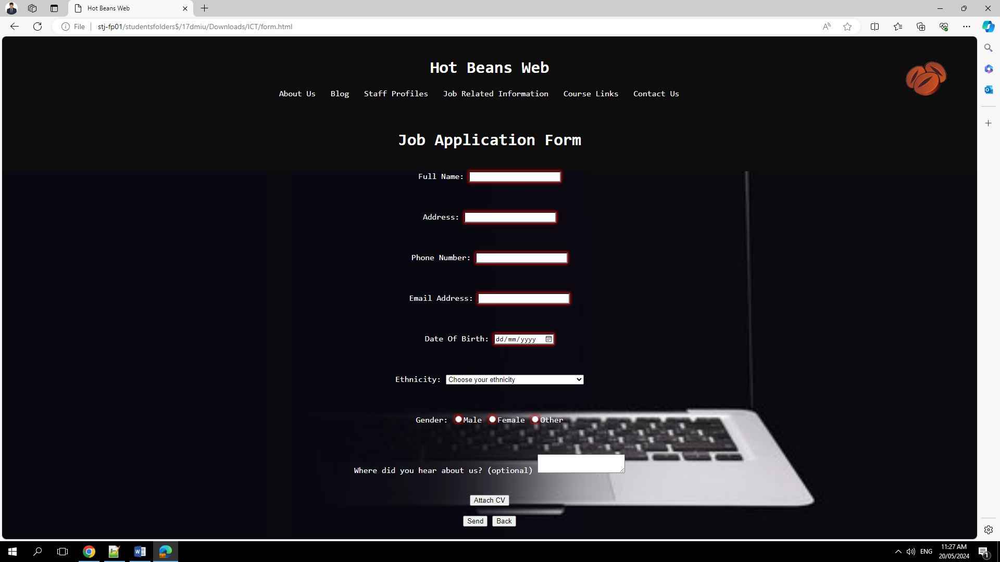 Hot Beans Web
File stj-fp01/studentsfolders$/17dmiu/Downloads/ICT/form.html
Hot Beans Web
About Us Blog Staff Profiles Job Related Information Course Links Contact Us
Job Application Form
Full Name:
Address:
Phone Number:
Email Address:
Date Of Birth: dd/mm/yyyy
Ethnicity: Choose your ethnicity
Gender: Male Female Other
Where did you hear about us? (optional)
Attach CV
Send Back
ENG 11:27 AM
20/05/2024 1